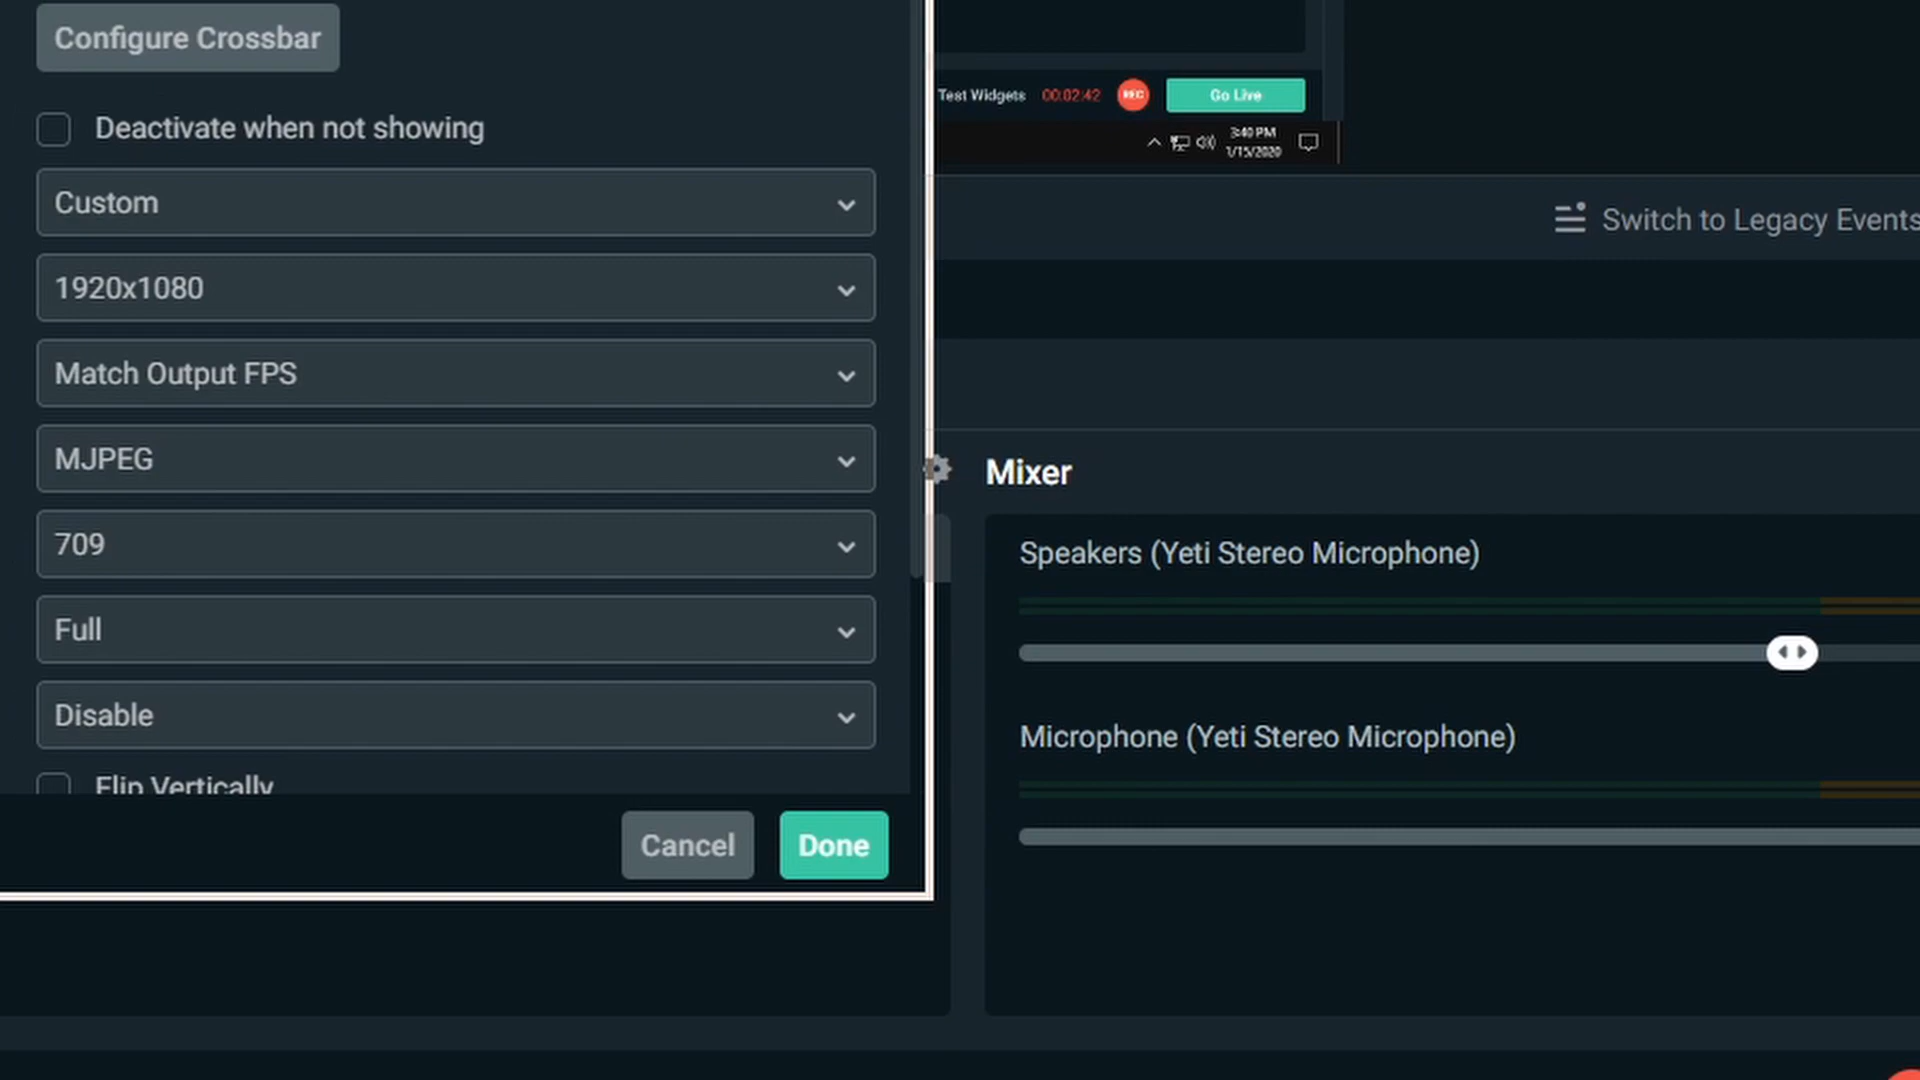 Configure Crossbar
Deactivate when not showing
Custom
1920x1080
Match Output FPS
MJPEG
709
Full
Disable
Flip Vertically
Cancel Done
Test Widgets 00:02:42 REC Go Live
3:40 PM
1/15/2020
Switch to Legacy Events
Mixer
Speakers (Yeti Stereo Microphone)
Microphone (Yeti Stereo Microphone)